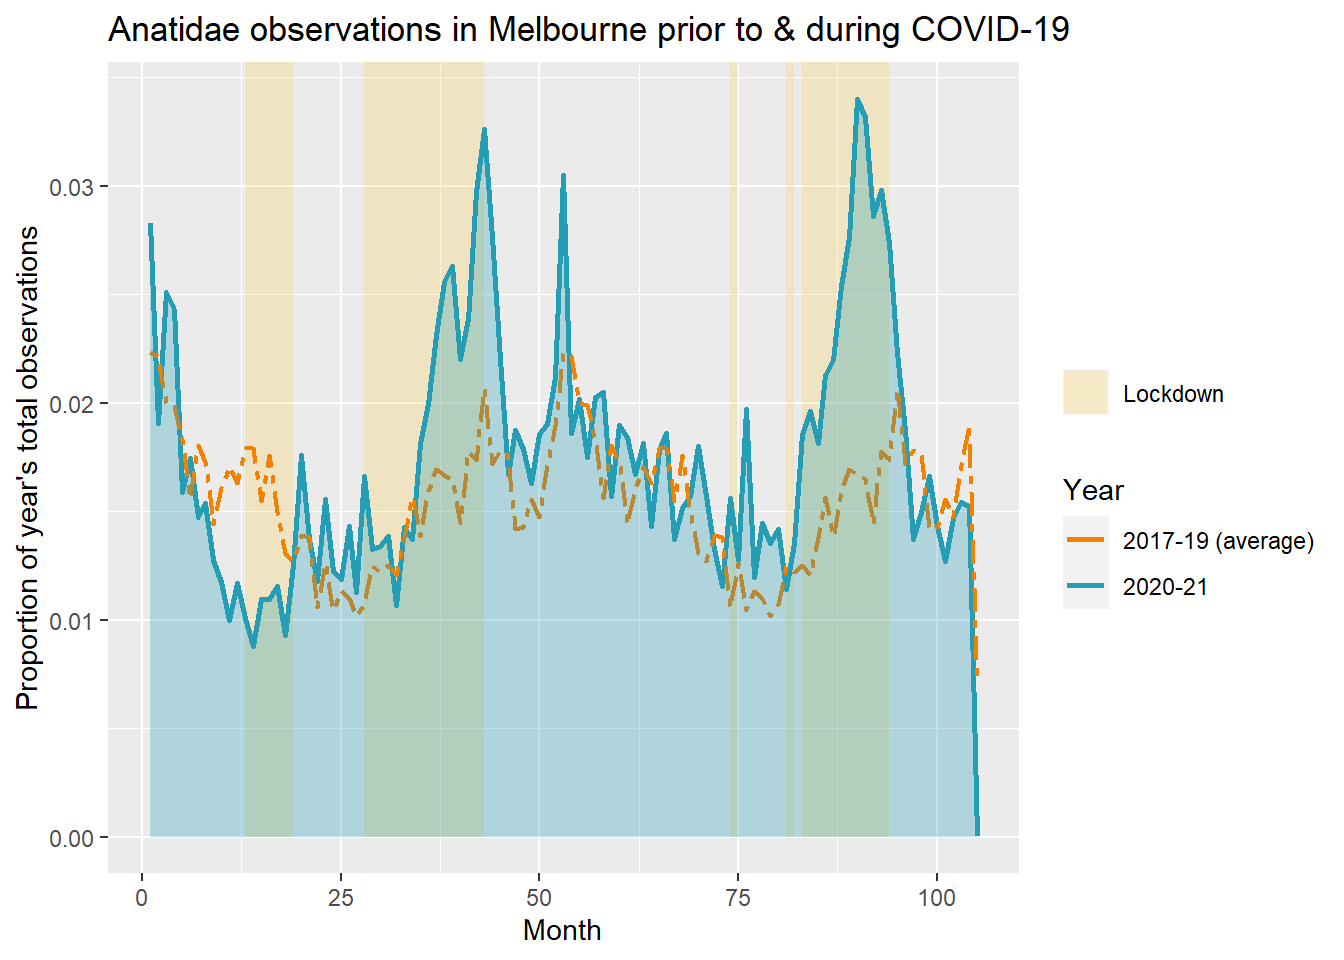 Anatidae observations in Melbourne prior to & during COVID-19
Proportion of year's total observations
0.03
0.02
0.01
0.00
0 25 50 75 100
Month
Lockdown
Year
2017-19 (average)
2020-21